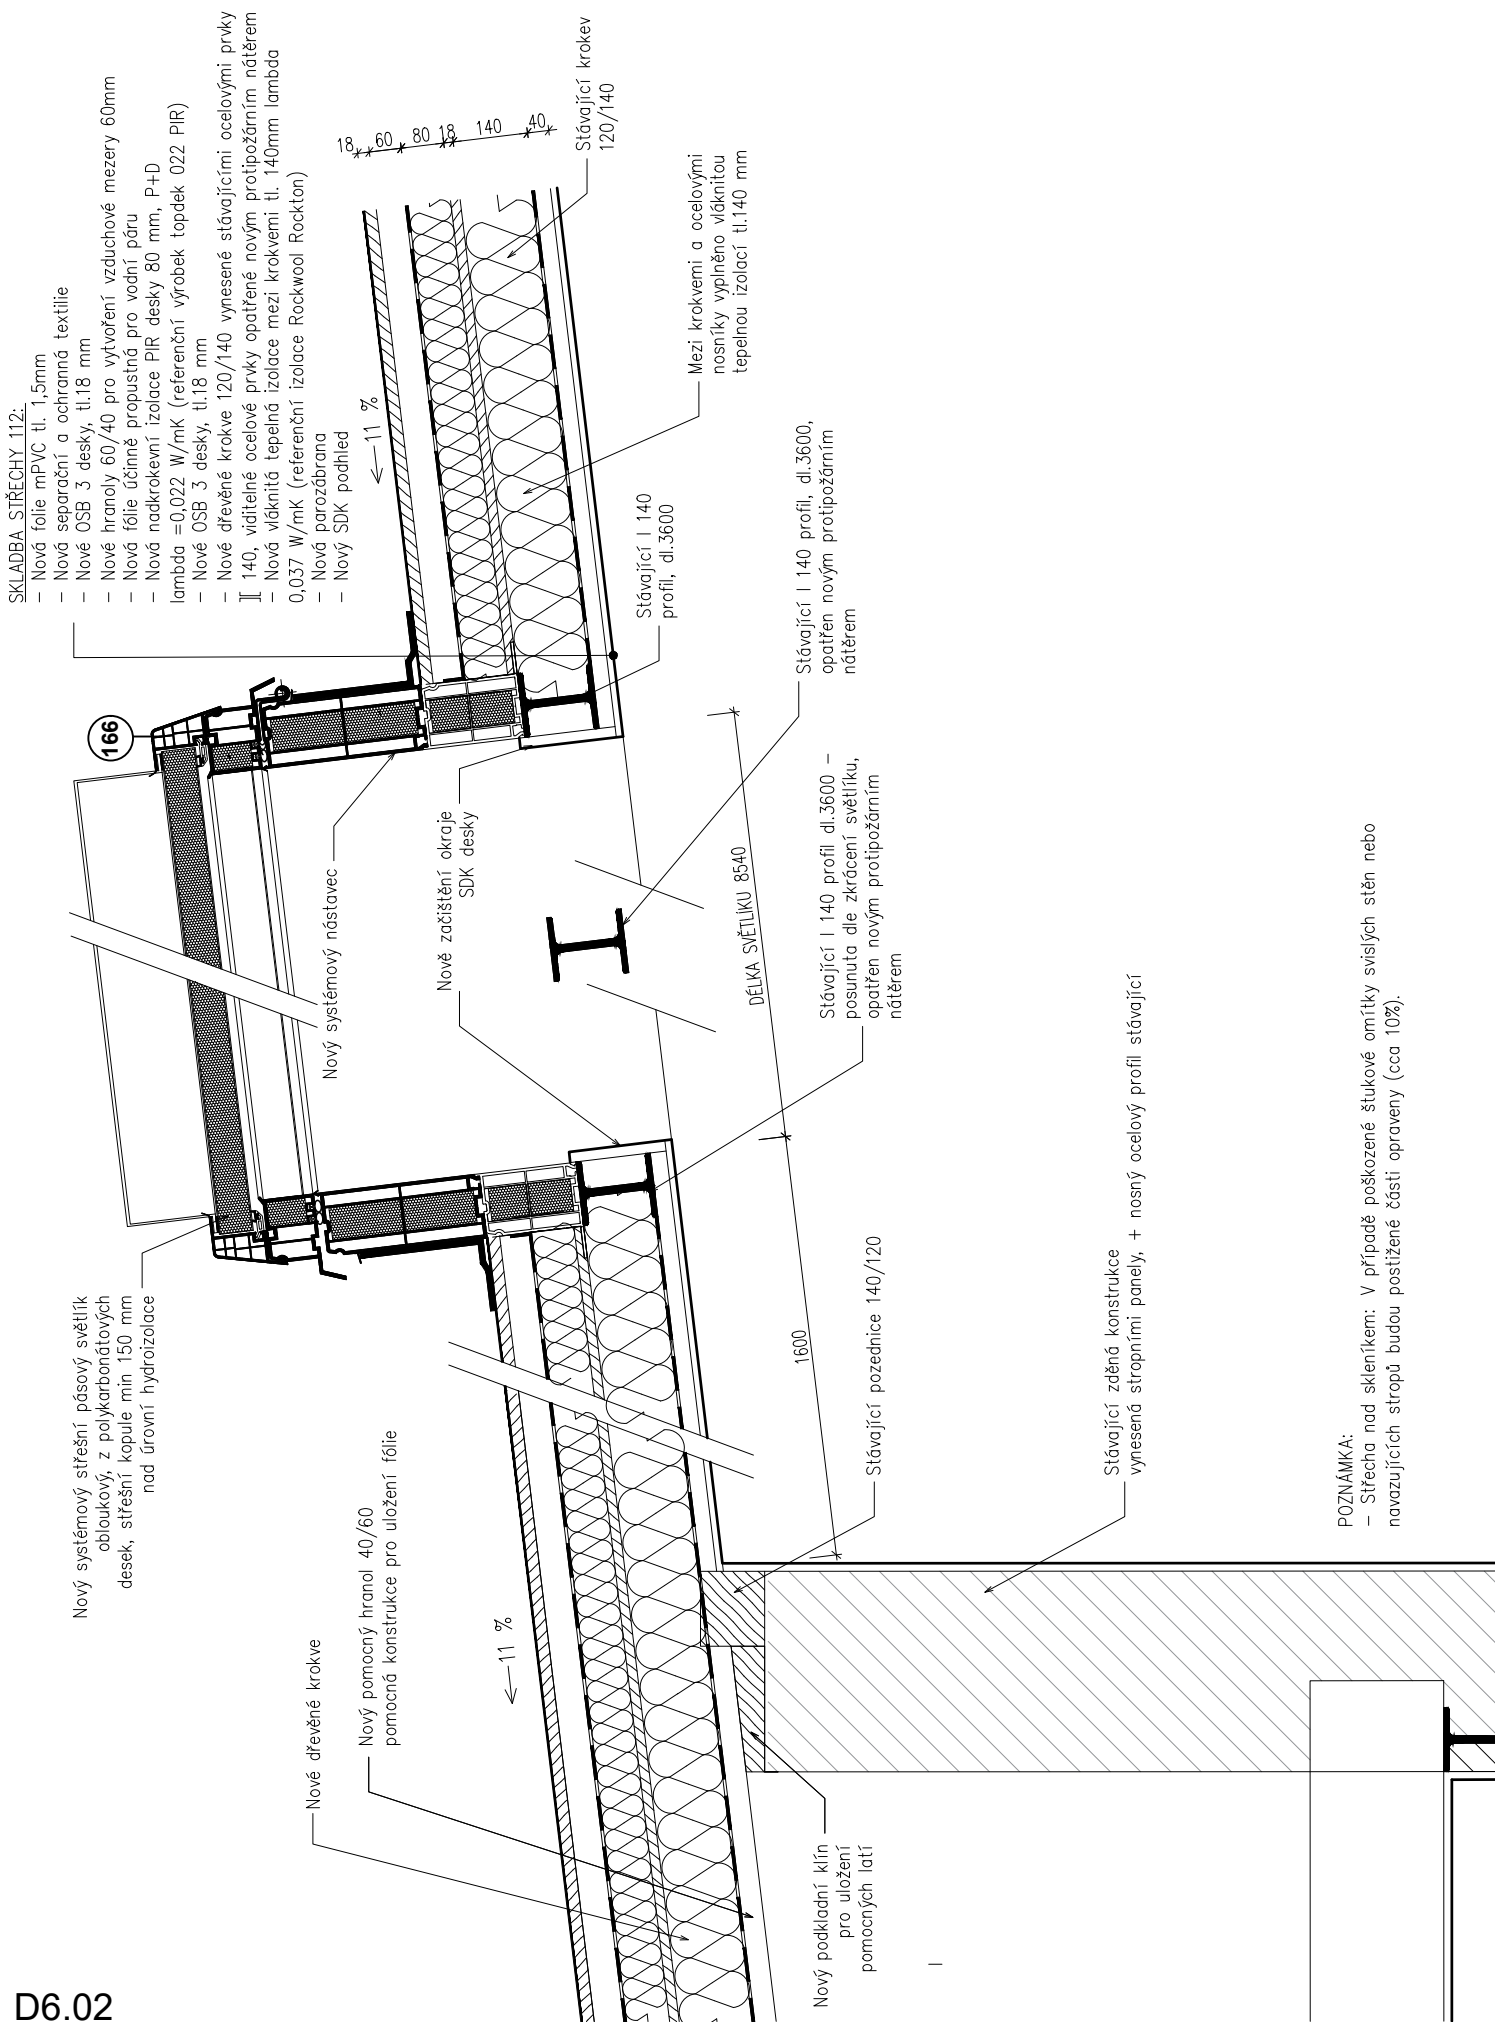 SKLADBA STŘECHY 112:
- Nová folie mPVC tl. 1,5mm
- Nová separační a ochranná textilie
- Nové OSB 3 desky, tl.18 mm
- Nové hranoly 60/40 pro vytvoření vzduchové mezery 60mm
- Nová fólie účinně propustná pro vodní páru
- Nová nadkrokevní izolace PIR desky 80 mm, P+D
lambda =0,022 W/mK (referenční výrobek topdek 022 PIR)
- Nové OSB 3 desky, tl.18 mm
- Nové dřevěné krokve 120/140 vynesené stávajícími ocelovými prvky
][ 140, viditelné ocelové prvky opatřené novým protipožárním nátěrem
- Nová vláknitá tepelná izolace mezi krokvemi tl. 140mm lambda
0,037 W/mK (referenční izolace Rockwool Rockton)
- Nová parozábrana
- Nový SDK podhled
18
60
80
18
140
40
Stávající krokev
120/140
←11 %
166
Mezi krokvemi a ocelovými
nosníky vyplněno vláknitou
tepelnou izolací tl.140 mm
Stávající I 140
profil, dl.3600
Stávající I 140 profil, dl.3600,
opatřen novým protipožárním
nátěrem
Stávající I 140 profil dl.3600 -
posunuta dle zkrácení světlíku,
opatřen novým protipožárním
nátěrem
Nový systémový nástavec
Nově začištění okraje
SDK desky
DÉLKA SVĚTLÍKU 8540
1600
Nový systémový střešní pásový světlík
obloukový, z polykarbonátových
desek, střešní kopule min 150 mm
nad úrovní hydroizolace
Nové dřevěné krokve
Nový pomocný hranol 40/60
pomocná konstrukce pro uložení fólie
←11 %
Stávající pozednice 140/120
Stávající zděná konstrukce
vynesená stropními panely, + nosný ocelový profil stávající
Nový podkladní klín
pro uložení
pomocných latí
POZNÁMKA:
- Střecha nad skleníkem: V případě poškozené štukové omítky svislých stěn nebo
navazujících stropů budou postižené části opraveny (cca 10%).
D6.02